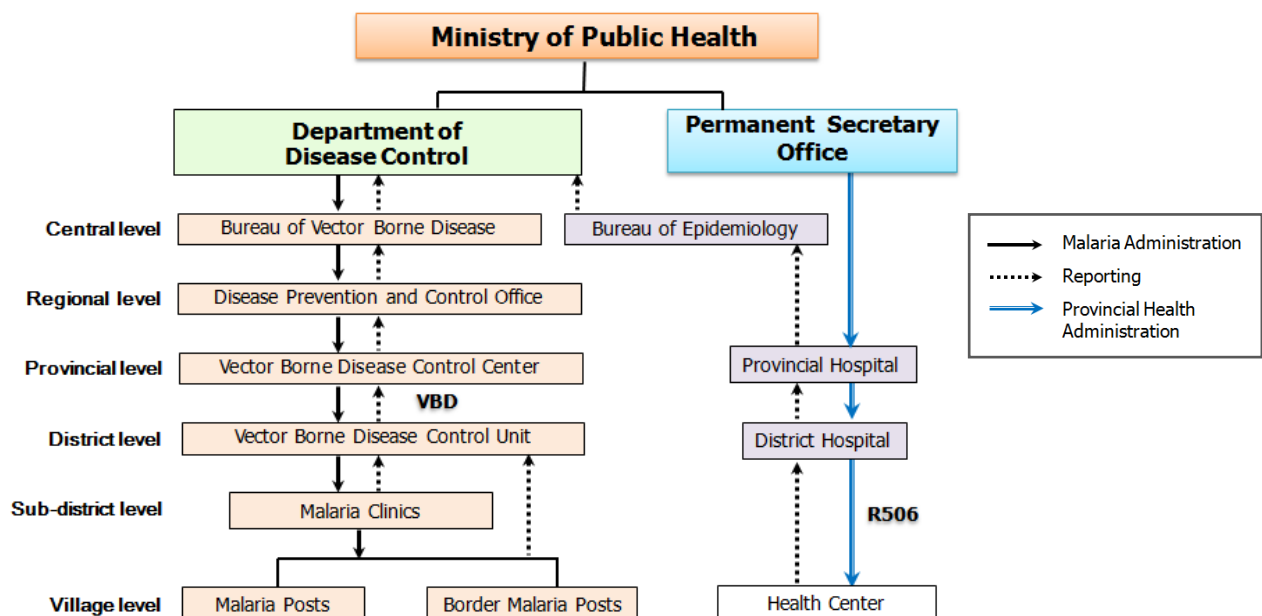 Ministry of Public Health
Department of
Disease Control
Permanent Secretary
Office
Central level
Bureau of Vector Borne Disease
Bureau of Epidemiology
Malaria Administration
Reporting
Provincial Health
Administration
Regional level
Disease Prevention and Control Office
Provincial level
Vector Borne Disease Control Center
Provincial Hospital
VBD
District level
Vector Borne Disease Control Unit
District Hospital
Sub-district level
Malaria Clinics
R506
Village level
Malaria Posts
Border Malaria Posts
Health Center